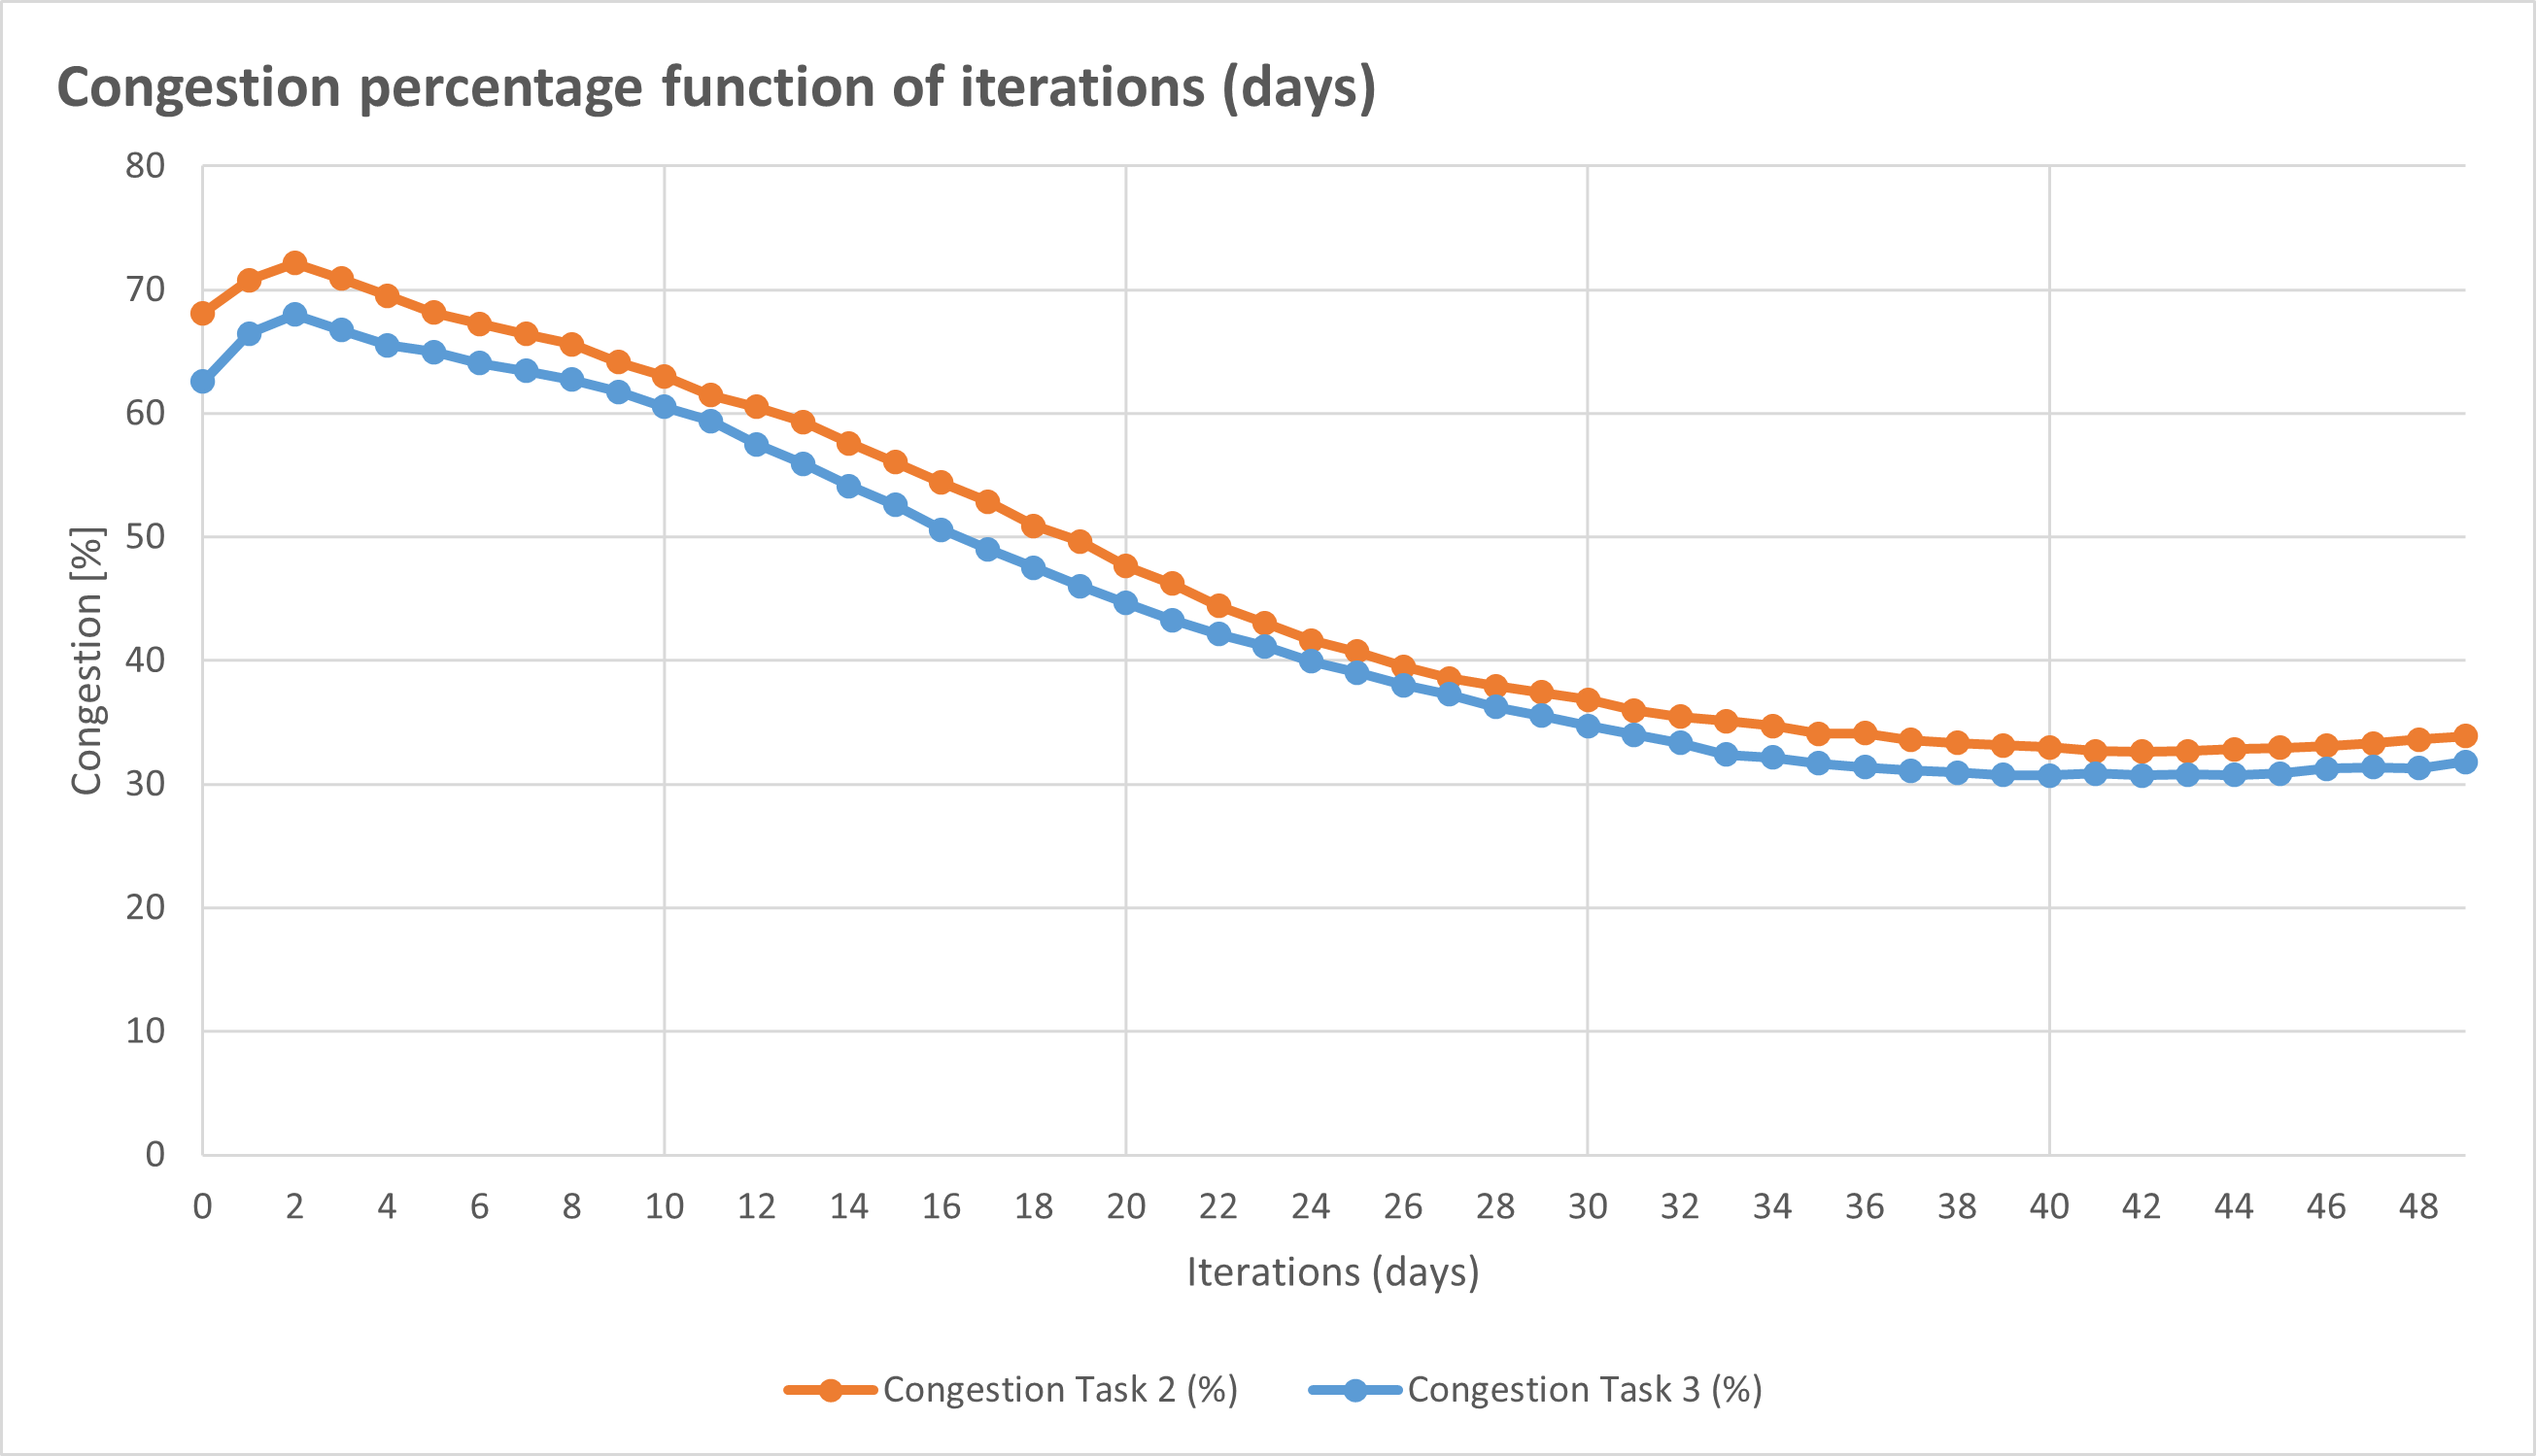 Congestion percentage function of iterations (days)
80
70
60
50
40
30
20
10
0
Congestion [%]
0 2 4 6 8 10 12 14 16 18 20 22 24 26 28 30 32 34 36 38 40 42 44 46 48
Iterations (days)
Congestion Task 2 (%) Congestion Task 3 (%)